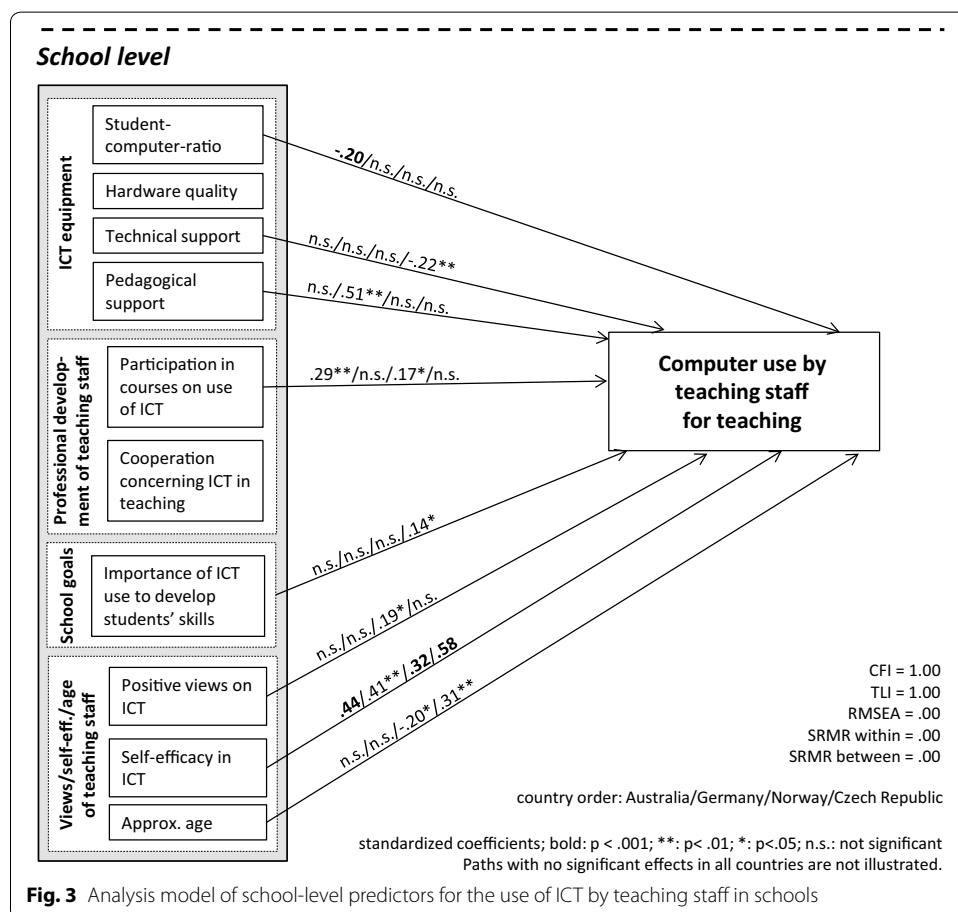 School level
ICT equipment
Student-
computer-ratio
Hardware quality
Technical support
Pedagogical
support
-.20/n.s./n.s./n.s.
n.s./n.s./n.s./-.22**
n.s./.51**/n.s./n.s.
Professional develop-
ment of teaching staff
Participation in
courses on use
of ICT
Cooperation
concerning ICT in
teaching
.29**/n.s./.17*/n.s.
Computer use by
teaching staff
for teaching
School goals
Importance of ICT
use to develop
students’ skills
n.s./n.s./n.s./.14*
Views/self-eff./age
of teaching staff
Positive views on
ICT
Self-efficacy in
ICT
Approx. age
n.s./n.s./.19*/n.s.
.44/.41**/.32/.58
n.s./n.s./-.20*/.31**
CFI = 1.00
TLI = 1.00
RMSEA = .00
SRMR within = .00
SRMR between = .00
country order: Australia/Germany/Norway/Czech Republic
standardized coefficients; bold: p < .001; **: p< .01; *: p<.05; n.s.: not significant
Paths with no significant effects in all countries are not illustrated.
Fig. 3 Analysis model of school-level predictors for the use of ICT by teaching staff in schools